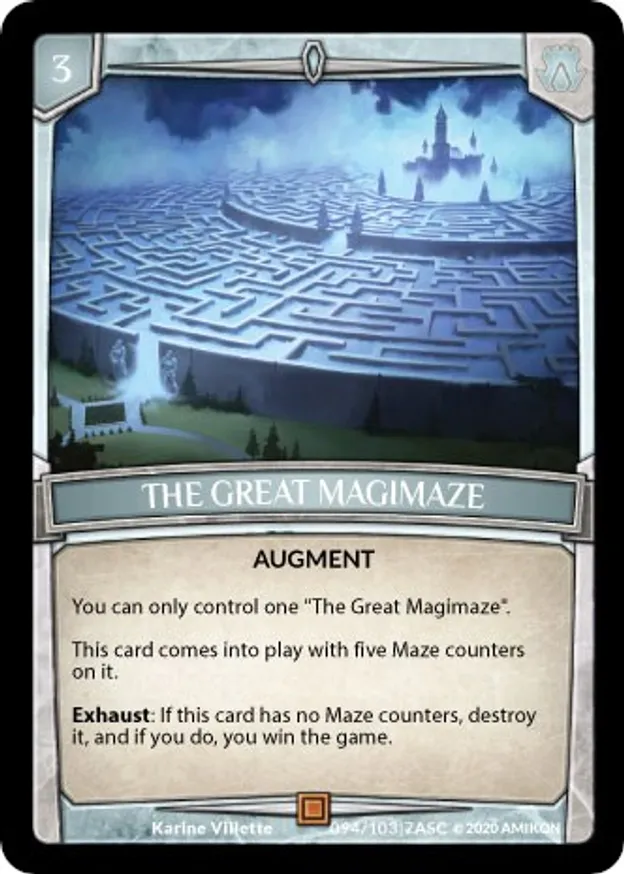 3
THE GREAT MAGIMAZE
AUGMENT
You can only control one "The Great Magimaze".
This card comes into play with five Maze counters
on it.
Exhaust: If this card has no Maze counters, destroy
it, and if you do, you win the game.
Karine Villette 094/103|ZASC © 2020 AMIKON